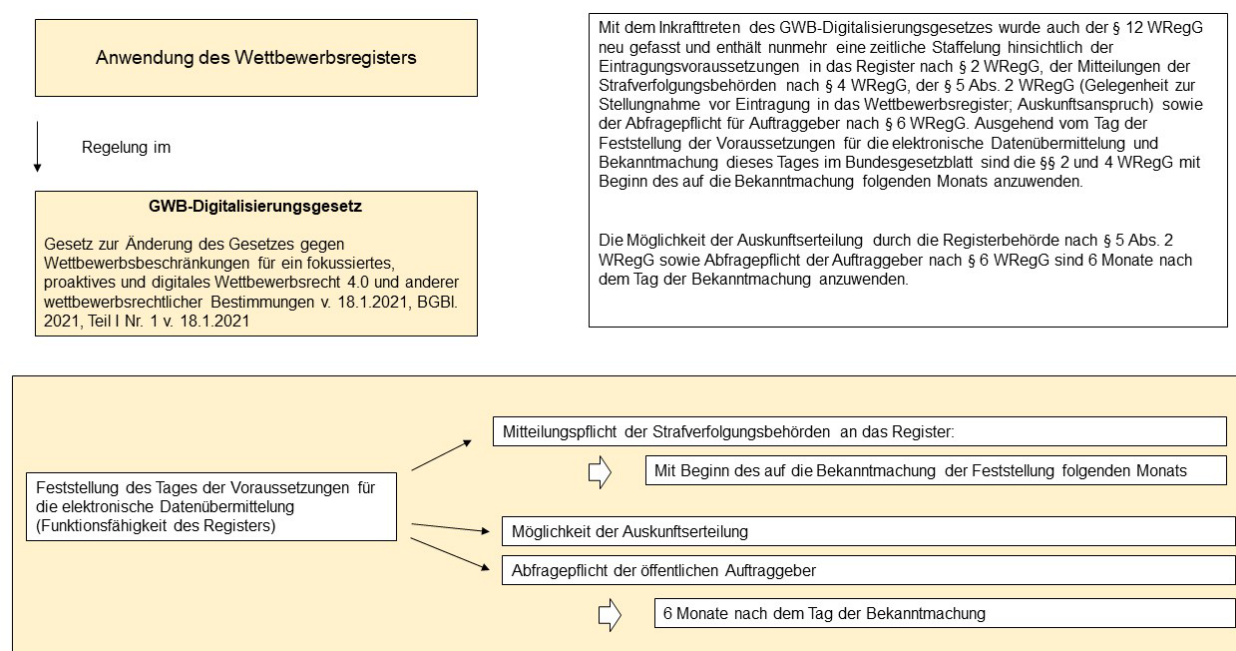 Anwendung des Wettbewerbsregisters
Regelung im
GWB-Digitalisierungsgesetz
Gesetz zur Änderung des Gesetzes gegen
Wettbewerbsbeschränkungen für ein fokussiertes,
proaktives und digitales Wettbewerbsrecht 4.0 und anderer
wettbewerbsrechtlicher Bestimmungen v. 18.1.2021, BGBl.
2021, Teil I Nr. 1 v. 18.1.2021
Mit dem Inkrafttreten des GWB-Digitalisierungsgesetzes wurde auch der § 12 WRegG
neu gefasst und enthält nunmehr eine zeitliche Staffelung hinsichtlich der
Eintragungsvoraussetzungen in das Register nach § 2 WRegG, der Mitteilungen der
Strafverfolgungsbehörden nach § 4 WRegG, der § 5 Abs. 2 WRegG (Gelegenheit zur
Stellungnahme vor Eintragung in das Wettbewerbsregister; Auskunftsanspruch) sowie
der Abfragepflicht für Auftraggeber nach § 6 WRegG. Ausgehend vom Tag der
Feststellung der Voraussetzungen für die elektronische Datenübermittelung und
Bekanntmachung dieses Tages im Bundesgesetzblatt sind die §§ 2 und 4 WRegG mit
Beginn des auf die Bekanntmachung folgenden Monats anzuwenden.
Die Möglichkeit der Auskunftserteilung durch die Registerbehörde nach § 5 Abs. 2
WRegG sowie Abfragepflicht der Auftraggeber nach § 6 WRegG sind 6 Monate nach
dem Tag der Bekanntmachung anzuwenden.
Feststellung des Tages der Voraussetzungen für
die elektronische Datenübermittelung
(Funktionsfähigkeit des Registers)
Mitteilungspflicht der Strafverfolgungsbehörden an das Register:
Mit Beginn des auf die Bekanntmachung der Feststellung folgenden Monats
Möglichkeit der Auskunftserteilung
Abfragepflicht der öffentlichen Auftraggeber
6 Monate nach dem Tag der Bekanntmachung